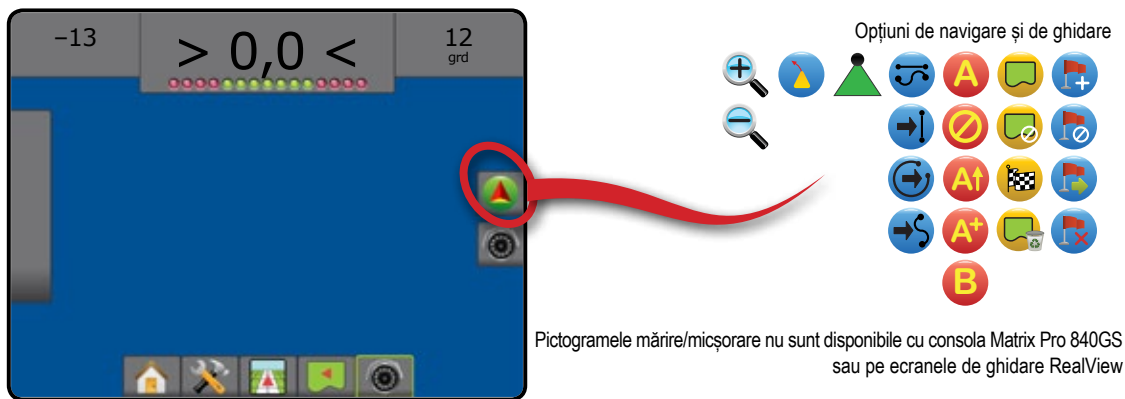 −13
> 0,0 <
12
grd
Opțiuni de navigare și de ghidare
A
A
A+
B
Pictogramele mărire/micșorare nu sunt disponibile cu consola Matrix Pro 840GS
sau pe ecranele de ghidare RealView